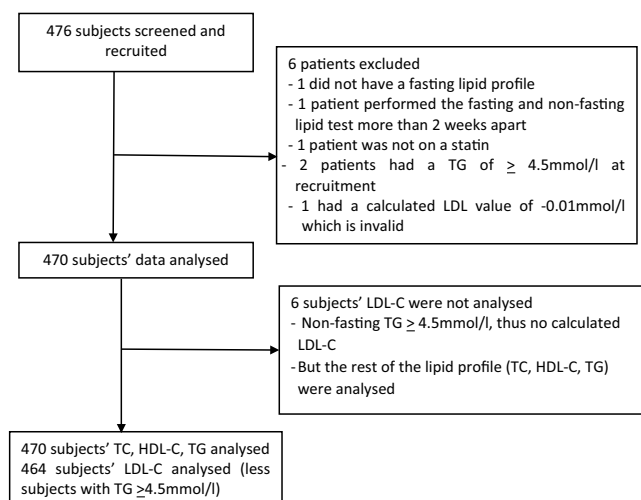 476 subjects screened and
recruited
6 patients excluded
- 1 did not have a fasting lipid profile
- 1 patient performed the fasting and non-fasting
lipid test more than 2 weeks apart
- 1 patient was not on a statin
- 2 patients had a TG of ≥ 4.5mmol/l at
recruitment
- 1 had a calculated LDL value of -0.01mmol/l
which is invalid
470 subjects’ data analysed
6 subjects’ LDL-C were not analysed
- Non-fasting TG ≥ 4.5mmol/l, thus no calculated
LDL-C
- But the rest of the lipid profile (TC, HDL-C, TG)
were analysed
470 subjects’ TC, HDL-C, TG analysed
464 subjects’ LDL-C analysed (less
subjects with TG ≥4.5mmol/l)